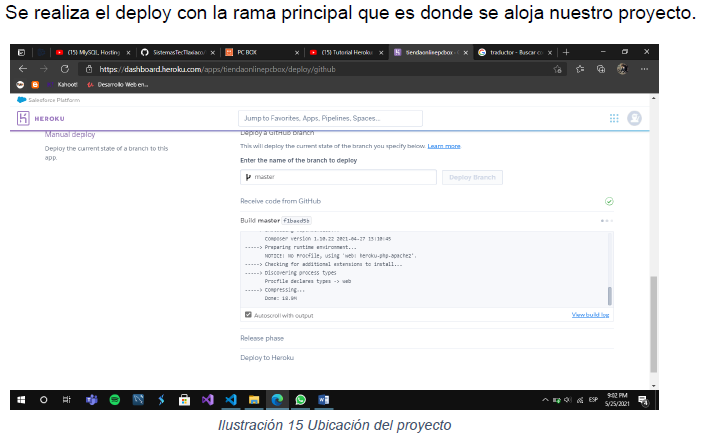 Se realiza el deploy con la rama principal que es donde se aloja nuestro proyecto.
(15) MySQL, Hosting
SistemasTecTlaxiaco/
PC BOX
(15) Tutorial Heroku
tiendaonlinepcbox
traductor - Buscar co
https://dashboard.heroku.com/apps/tiendaonlinepcbox/deploy/github
Kahoot!
Desarrollo Web en...
Salesforce Platform
HEROKU
Jump to Favorites, Apps, Pipelines, Spaces...
Manual deploy
Deploy the current state of a branch to this
app.
Deploy a GitHub branch
This will deploy the current state of the branch you specify below. Learn more.
Enter the name of the branch to deploy
master
Deploy Branch
Receive code from GitHub
Build master f1baad5b
Composer version 1.10.22 2021-04-27 13:10:45
-----> Preparing runtime environment...
NOTICE: No Procfile, using 'web: heroku-php-apache2'.
-----> Checking for additional extensions to install...
-----> Discovering process types
Procfile declares types -> web
-----> Compressing...
Done: 18.9M
Autoscroll with output
View build log
Release phase
Deploy to Heroku
ESP
9:02 PM
5/25/2021
Ilustración 15 Ubicación del proyecto